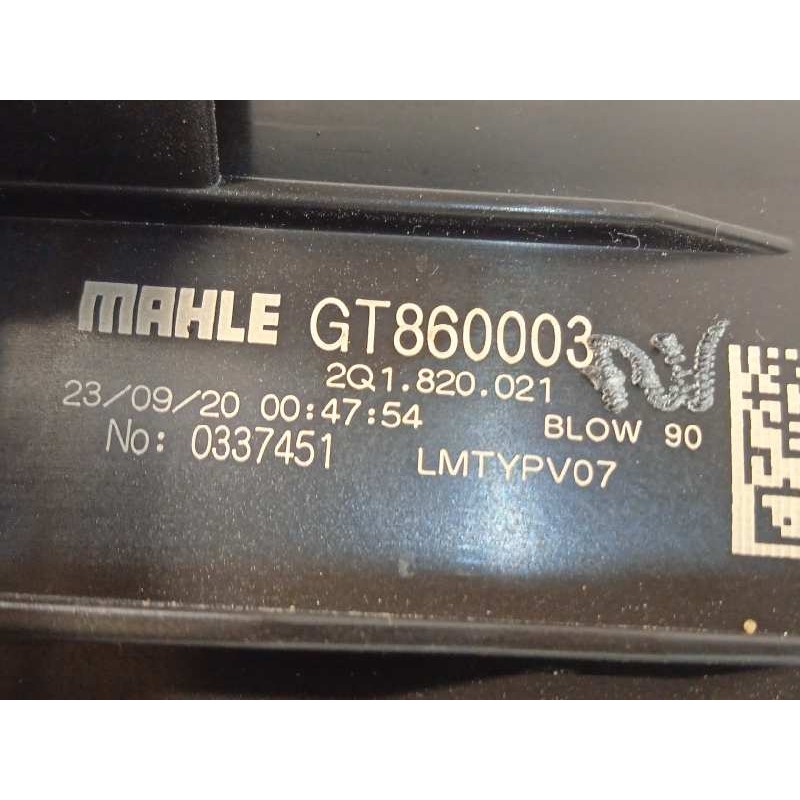 MAHLE GT860003
2Q1.820.021
23/09/20 00:47:54 BLOW 90
No: 0337451 LMTYPV07